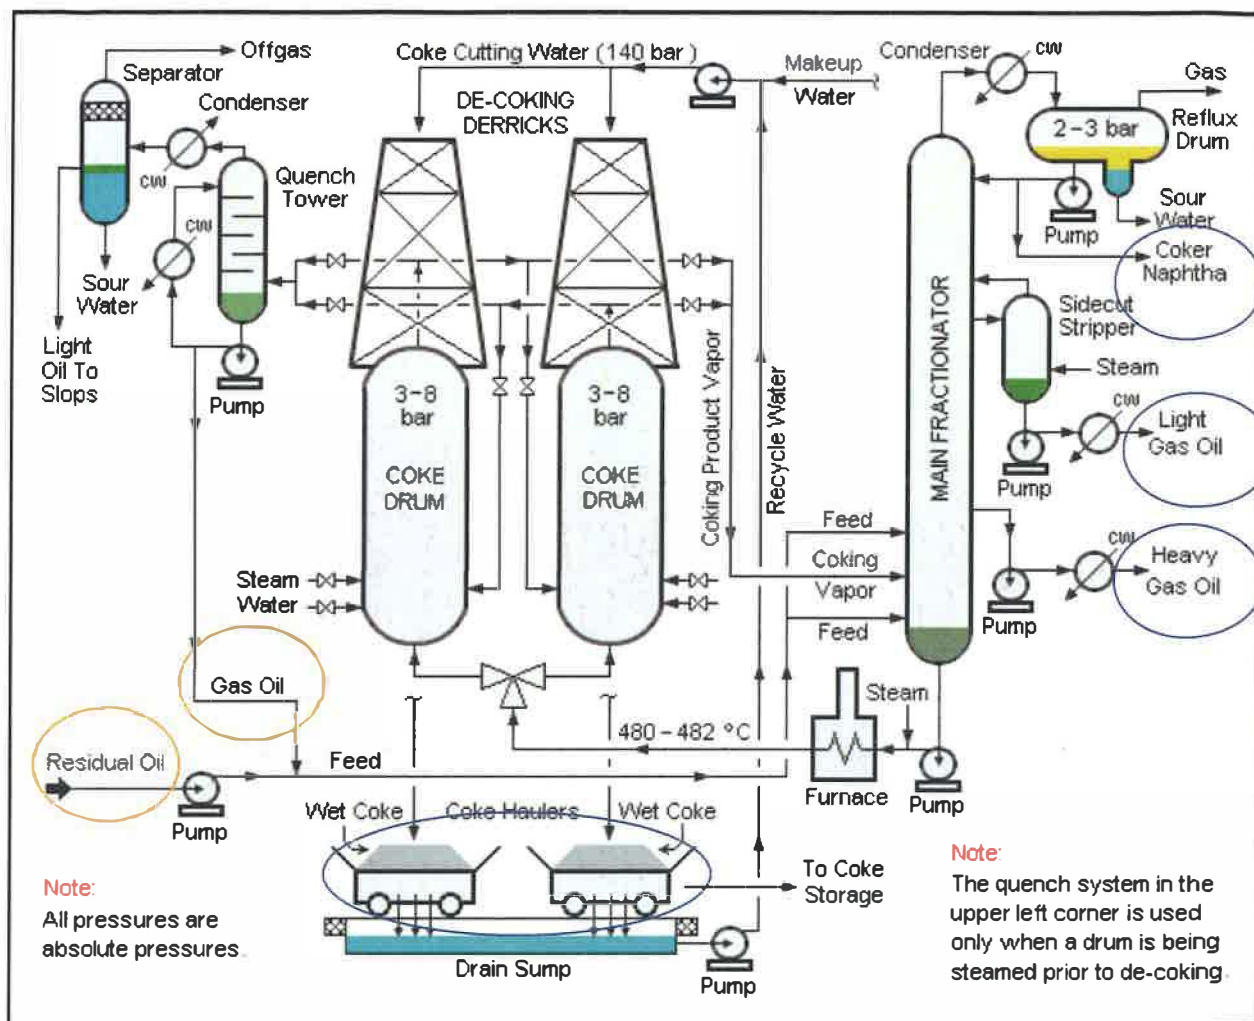 Offgas
Separator
Condenser
CW
Quench
Tower
CW
Sour
Water
Light
Oil To
Slops
Pump
Coke Cutting Water (140 bar)
DE-COKING
DERRICKS
Makeup
Water
Condenser
CW
Gas
2-3 bar
Reflux
Drum
Pump
Sour
Water
Coker
Naphtha
Sidecut
Stripper
Steam
CW
Light
Gas Oil
Pump
CW
Heavy
Gas Oil
Pump
MAIN FRACTIONATOR
Coking Product Vapor
Recycle Water
3-8
bar
COKE
DRUM
3-8
bar
COKE
DRUM
Feed
Coking
Vapor
Feed
Steam
Water
Gas Oil
Residual Oil
Pump
Feed
480-482 °C
Steam
Furnace
Pump
Wet Coke
Coke Haulers
Wet Coke
To Coke
Storage
Drain Sump
Pump
Note:
All pressures are
absolute pressures.
Note:
The quench system in the
upper left corner is used
only when a drum is being
steamed prior to de-coking.